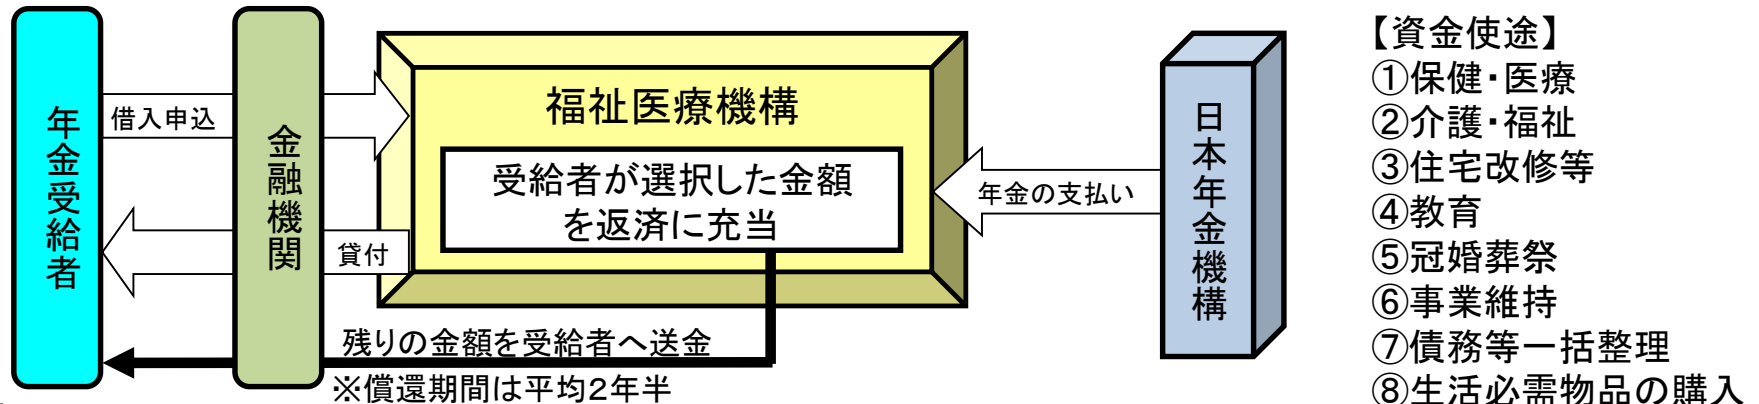 年金受給者
借入申込
金融機関
貸付
福祉医療機構
受給者が選択した金額
を返済に充当
年金の支払い
日本年金機構
残りの金額を受給者へ送金
※償還期間は平均2年半
【資金使途】
①保健・医療
②介護・福祉
③住宅改修等
④教育
⑤冠婚葬祭
⑥事業維持
⑦債務等一括整理
⑧生活必需物品の購入